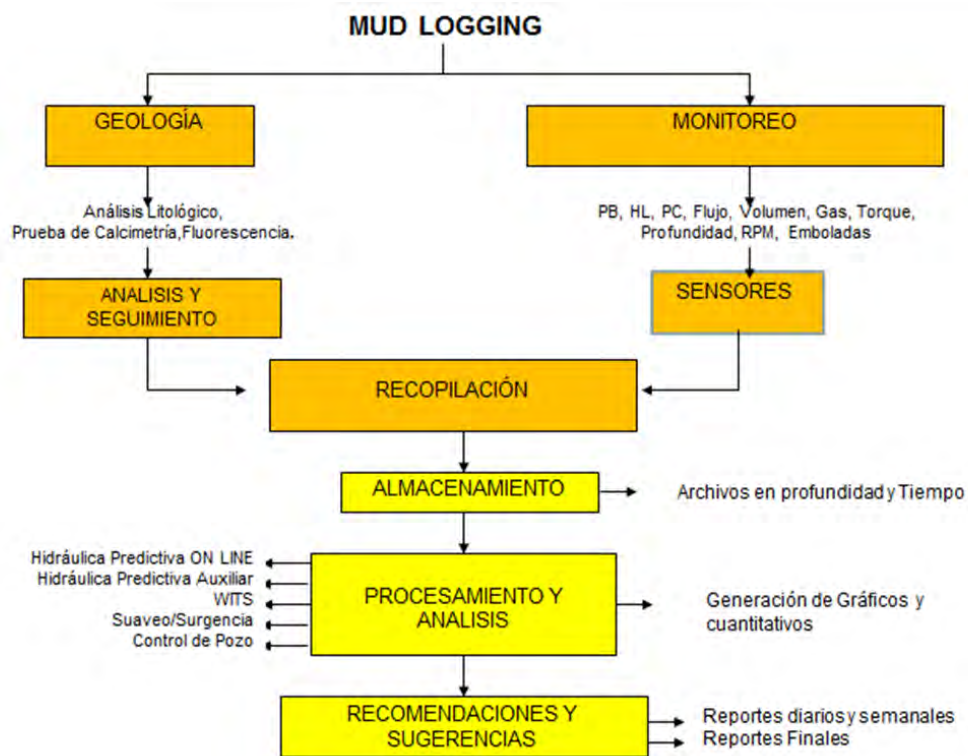 MUD LOGGING
GEOLOGÍA
MONITOREO
Análisis Litológico,
Prueba de Calcimetría,Fluorescencia.
PB, HL, PC, Flujo, Volumen, Gas, Torque,
Profundidad, RPM, Emboladas
ANALISIS Y
SEGUIMIENTO
SENSORES
RECOPILACIÓN
ALMACENAMIENTO
Archivos en profundidad y Tiempo
Hidráulica Predictiva ON LINE
Hidráulica Predictiva Auxiliar
WITS
Suaveo/Surgencia
Control de Pozo
PROCESAMIENTO Y
ANALISIS
Generación de Gráficos y
cuantitativos
RECOMENDACIONES Y
SUGERENCIAS
Reportes diarios y semanales
Reportes Finales